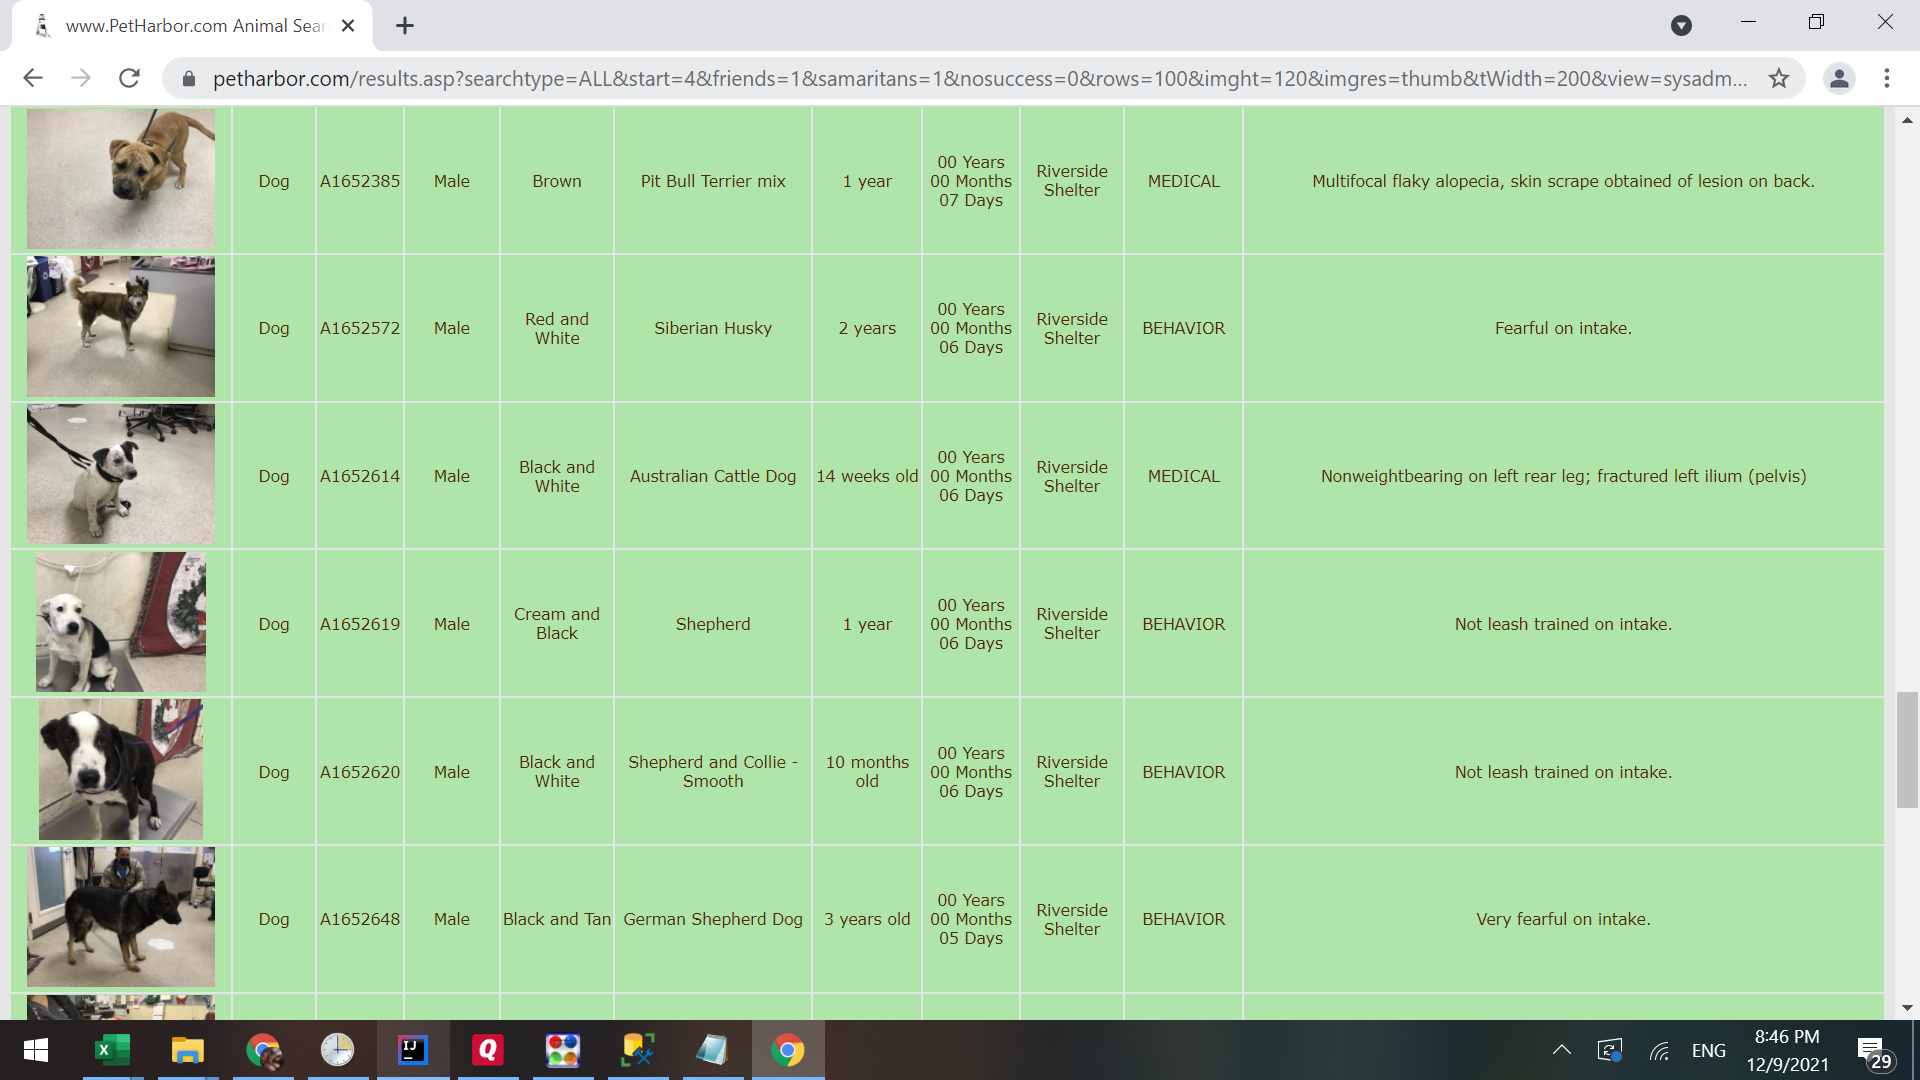 www.PetHarbor.com Animal Sear
petharbor.com/results.asp?searchtype=ALL&start=4&friends=1&samaritans=1&nosuccess=0&rows=100&imght=120&imgres=thumb&tWidth=200&view=sysadm...
Dog A1652385 Male Brown Pit Bull Terrier mix 1 year
00 Years
00 Months
07 Days
Riverside
Shelter
MEDICAL Multifocal flaky alopecia, skin scrape obtained of lesion on back.
Dog A1652572 Male
Red and
White
Siberian Husky 2 years
00 Years
00 Months
06 Days
Riverside
Shelter
BEHAVIOR Fearful on intake.
Dog A1652614 Male
Black and
White
Australian Cattle Dog 14 weeks old
00 Years
00 Months
06 Days
Riverside
Shelter
MEDICAL Nonweightbearing on left rear leg; fractured left ilium (pelvis)
Dog A1652619 Male
Cream and
Black
Shepherd 1 year
00 Years
00 Months
06 Days
Riverside
Shelter
BEHAVIOR Not leash trained on intake.
Dog A1652620 Male
Black and
White
Shepherd and Collie -
Smooth
10 months
old
00 Years
00 Months
06 Days
Riverside
Shelter
BEHAVIOR Not leash trained on intake.
Dog A1652648 Male Black and Tan German Shepherd Dog 3 years old
00 Years
00 Months
05 Days
Riverside
Shelter
BEHAVIOR Very fearful on intake.
X
IJ
Q
ENG
8:46 PM
12/9/2021
29